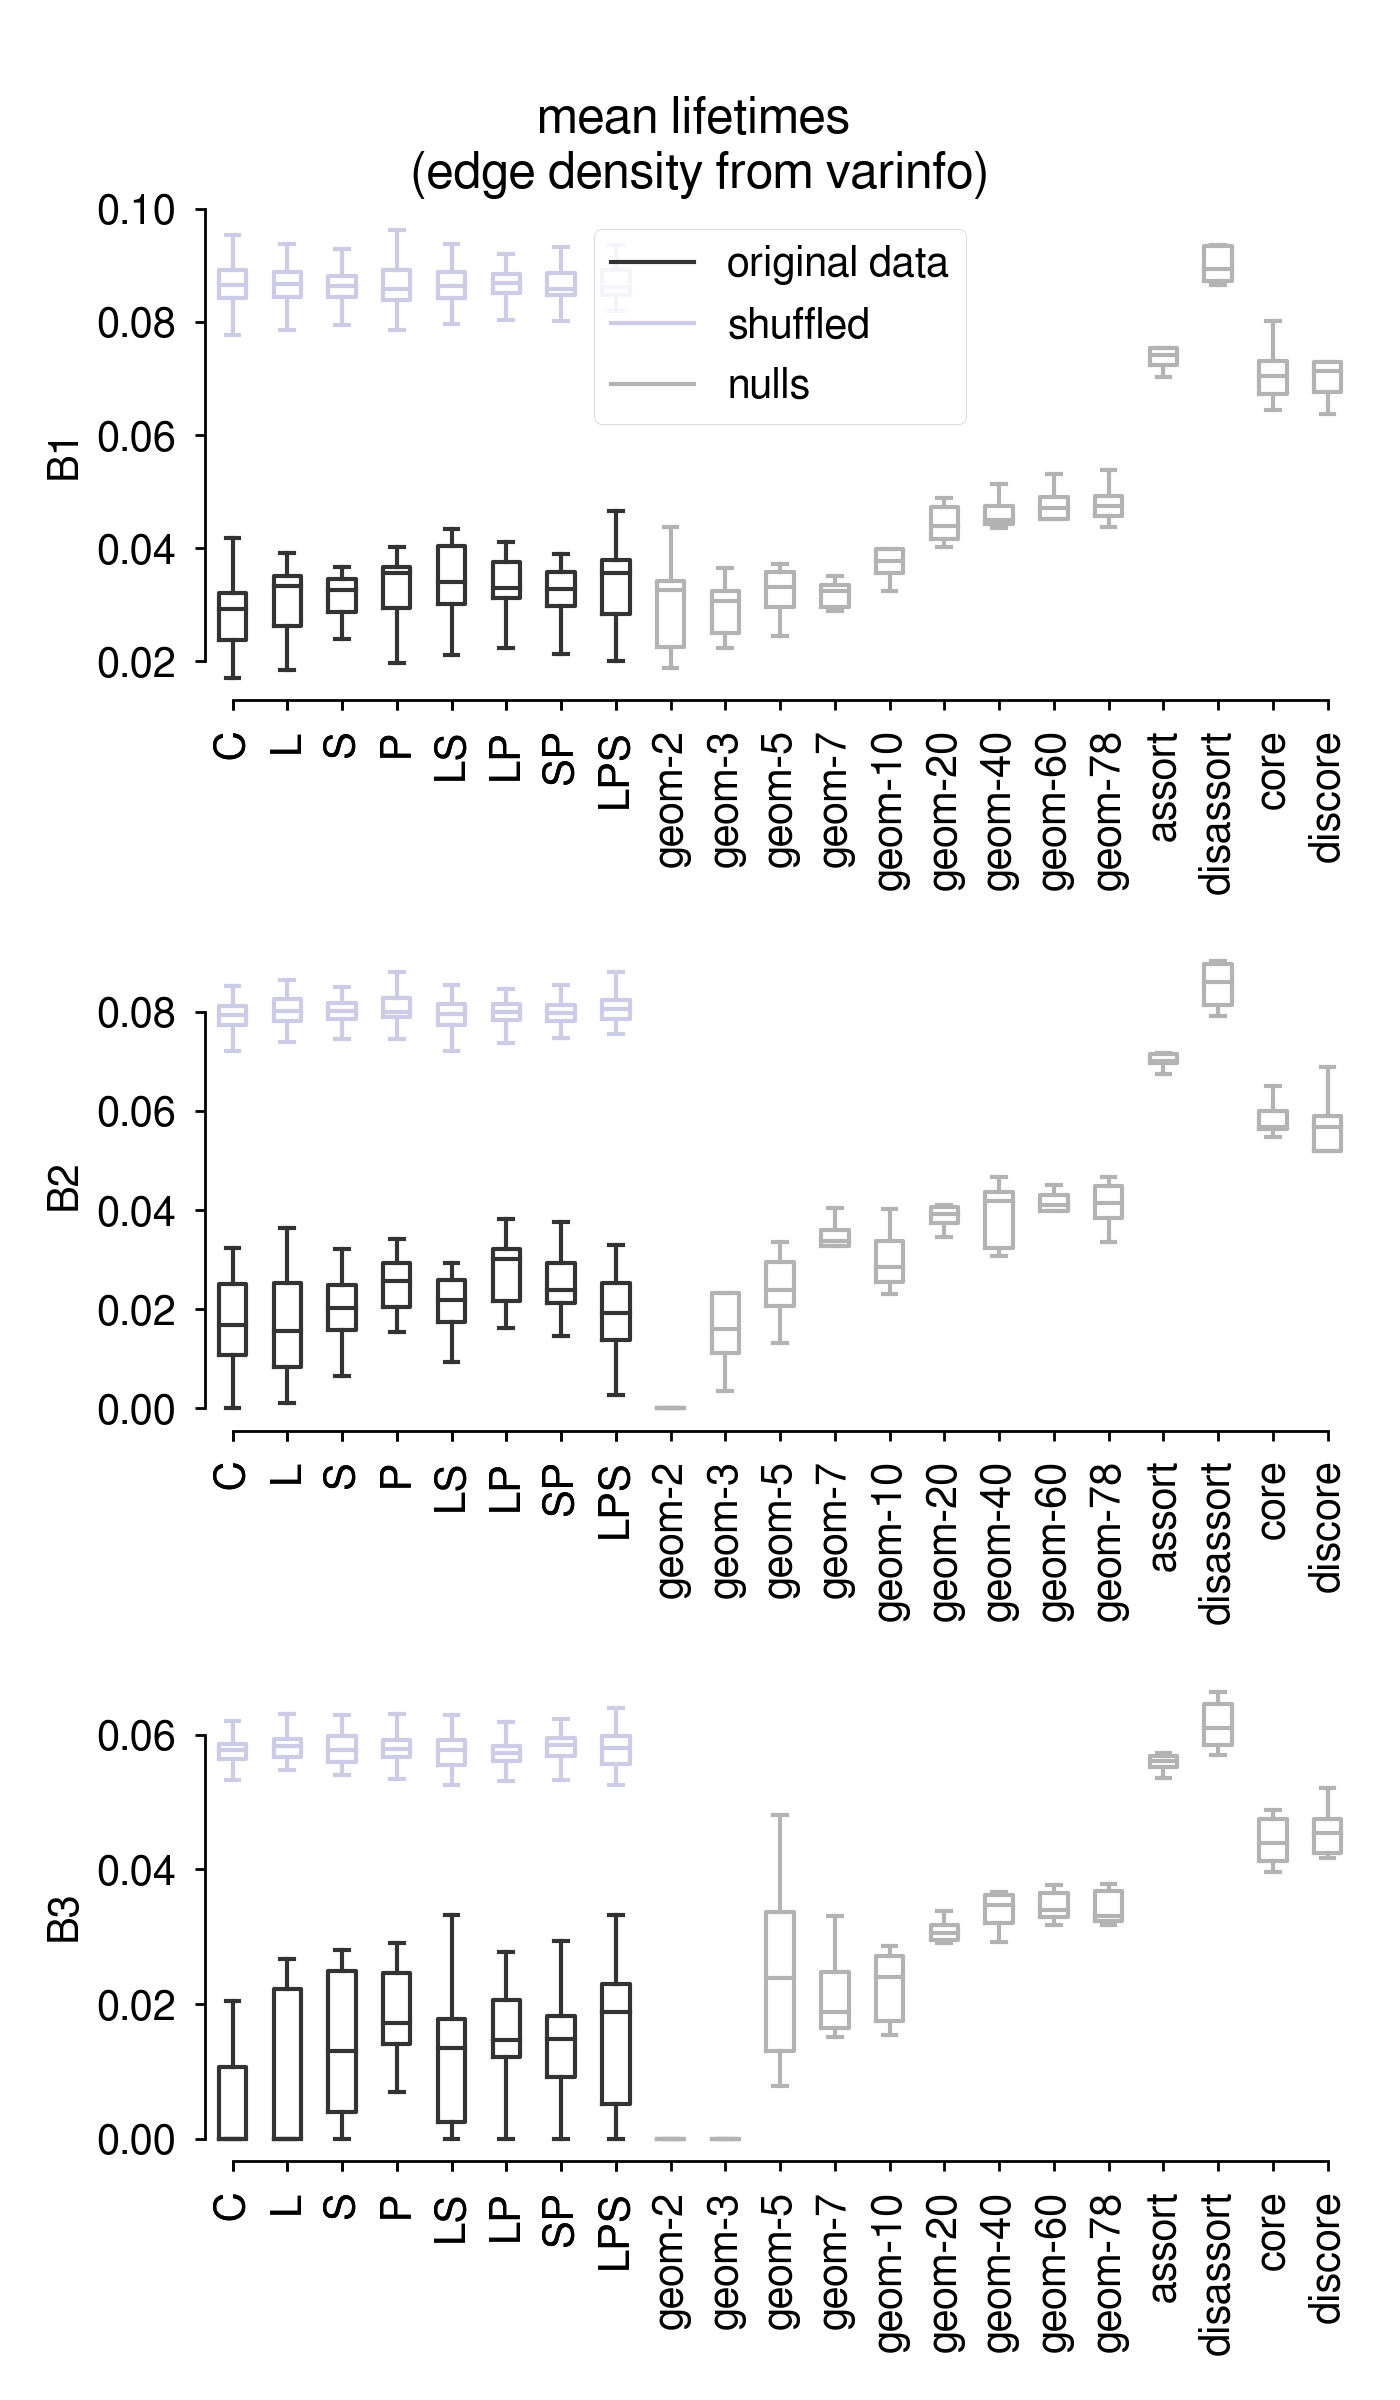 mean lifetimes
(edge density from varinfo)
0.10
0.08
0.06
0.04
0.02
B1
original data
shuffled
nulls
C L S P LS LP SP LPS geom-2 geom-3 geom-5 geom-7 geom-10 geom-20 geom-40 geom-60 geom-78 assort disassort core discore
0.08
0.06
0.04
0.02
0.00
B2
C L S P LS LP SP LPS geom-2 geom-3 geom-5 geom-7 geom-10 geom-20 geom-40 geom-60 geom-78 assort disassort core discore
0.06
0.04
0.02
0.00
B3
C L S P LS LP SP LPS geom-2 geom-3 geom-5 geom-7 geom-10 geom-20 geom-40 geom-60 geom-78 assort disassort core discore